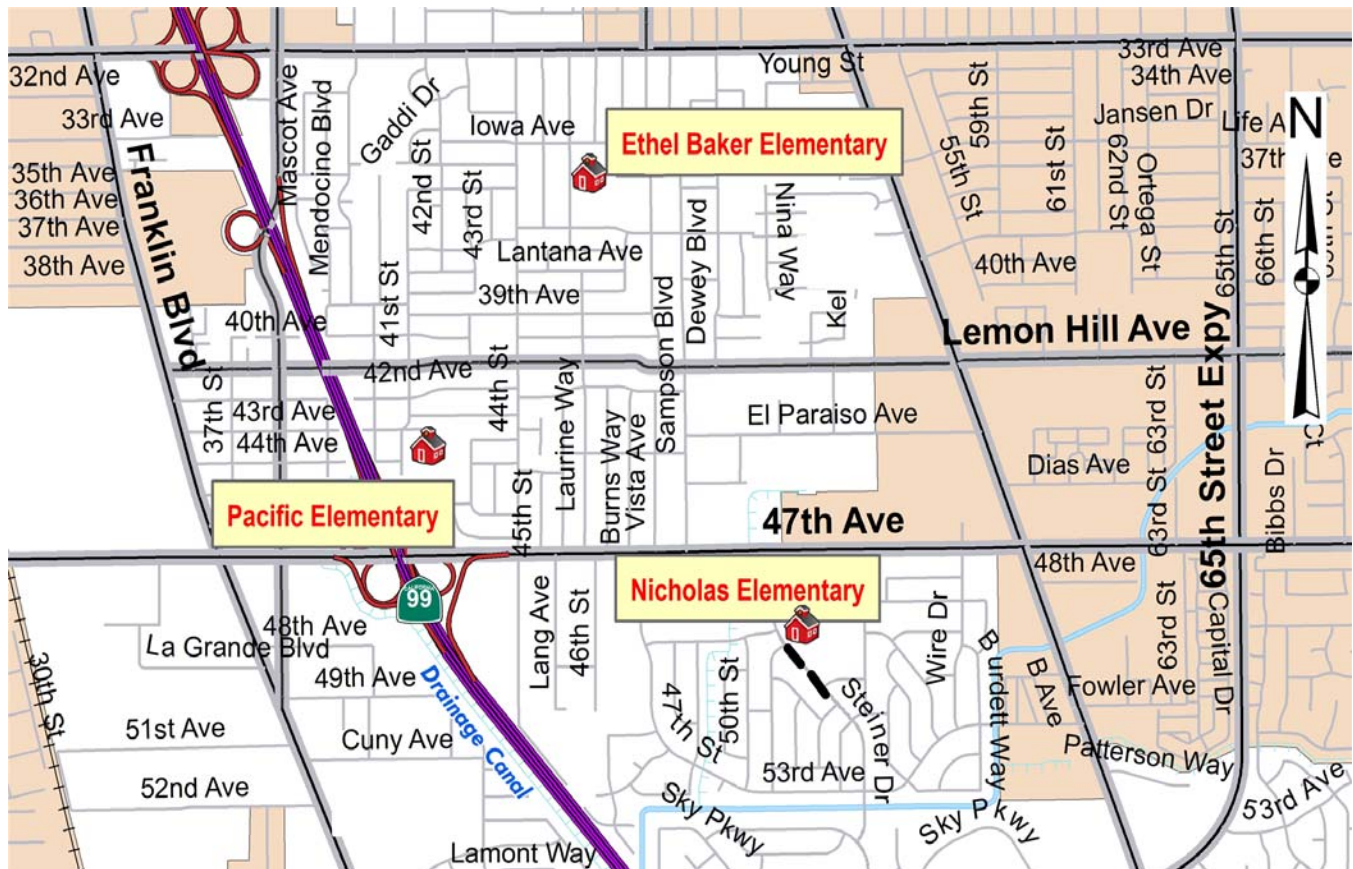 33rd Ave
Young St
32nd Ave
34th Ave
Mascot Ave
Mendocino Blvd
Gaddi Dr
59th St
Jansen Dr
33rd Ave
Iowa Ave
Ethel Baker Elementary
N
37th
Franklin Blvd
35th Ave
36th Ave
37th Ave
38th Ave
42nd St
43rd St
55th St
61st St
62nd St
Ortega St
65th St
66th St
Nina Way
Lantana Ave
Dewey Blvd
40th Ave
39th Ave
41st St
Sampson Blvd
Kel
40th Ave
Lemon Hill Ave
65th Street Expy
42nd Ave
44th St
Laurine Way
37th St
43rd Ave
44th Ave
Burns Way
Vista Ave
El Paraiso Ave
63rd St
63rd St
Dias Ave
Ct
Bibbs Dr
Pacific Elementary
45th St
47th Ave
48th Ave
99
Nicholas Elementary
Lang Ave
46th St
48th Ave
La Grande Blvd
49th Ave
30th St
Drainage Canal
47th St
50th St
Steiner Dr
Wire Dr
Burdett Way
B Ave
63rd St
Capital Dr
Fowler Ave
51st Ave
Cuny Ave
52nd Ave
53rd Ave
Patterson Way
53rd Ave
Sky Pkwy
Sky Pkwy
Lamont Way